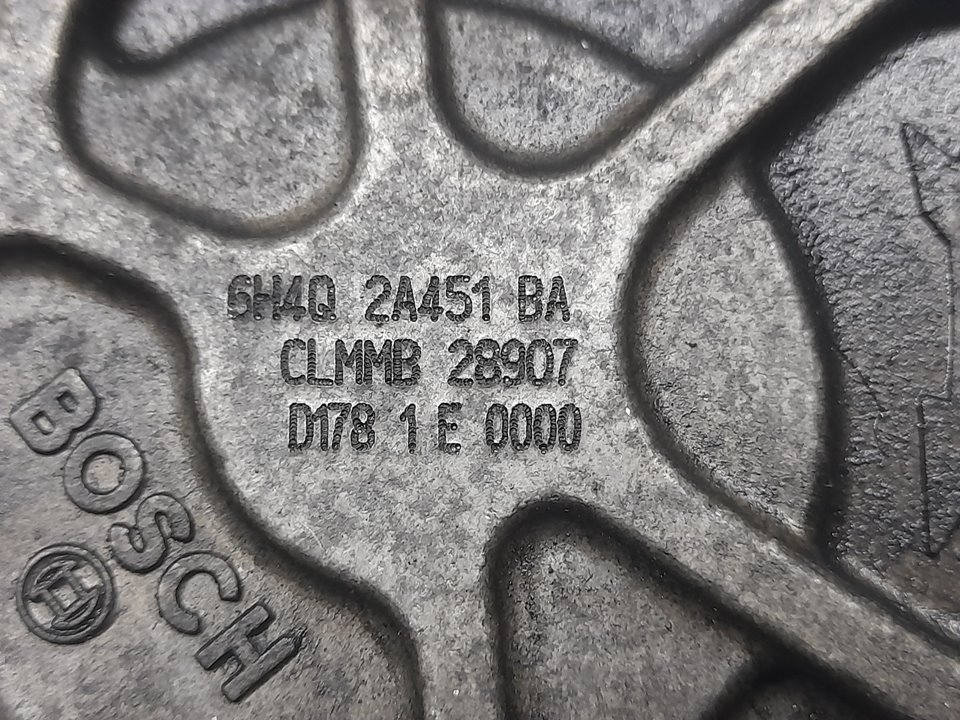 6H4Q 2A451 BA
CLMMB 28907
D178 1 E 0000
BOSCH